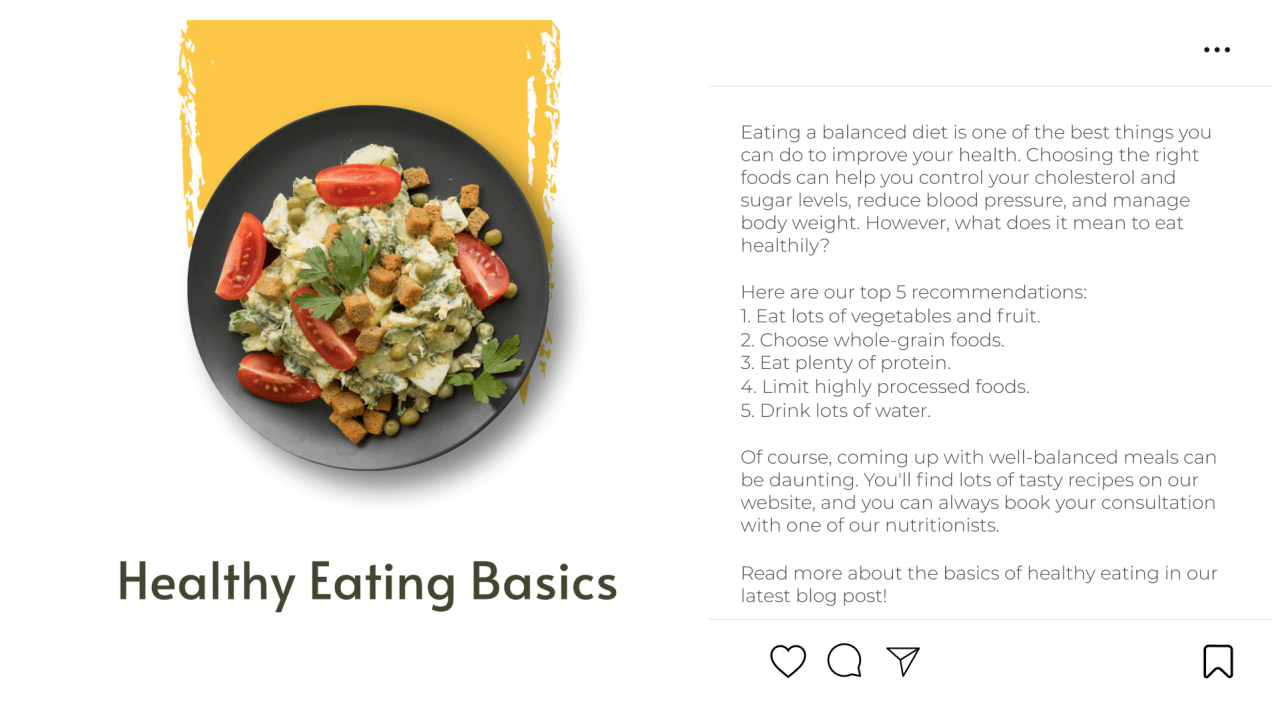 Healthy Eating Basics
Eating a balanced diet is one of the best things you
can do to improve your health. Choosing the right
foods can help you control your cholesterol and
sugar levels, reduce blood pressure, and manage
body weight. However, what does it mean to eat
healthily?
Here are our top 5 recommendations:
1. Eat lots of vegetables and fruit.
2. Choose whole-grain foods.
3. Eat plenty of protein.
4. Limit highly processed foods.
5. Drink lots of water.
Of course, coming up with well-balanced meals can
be daunting. You'll find lots of tasty recipes on our
website, and you can always book your consultation
with one of our nutritionists.
Read more about the basics of healthy eating in our
latest blog post!